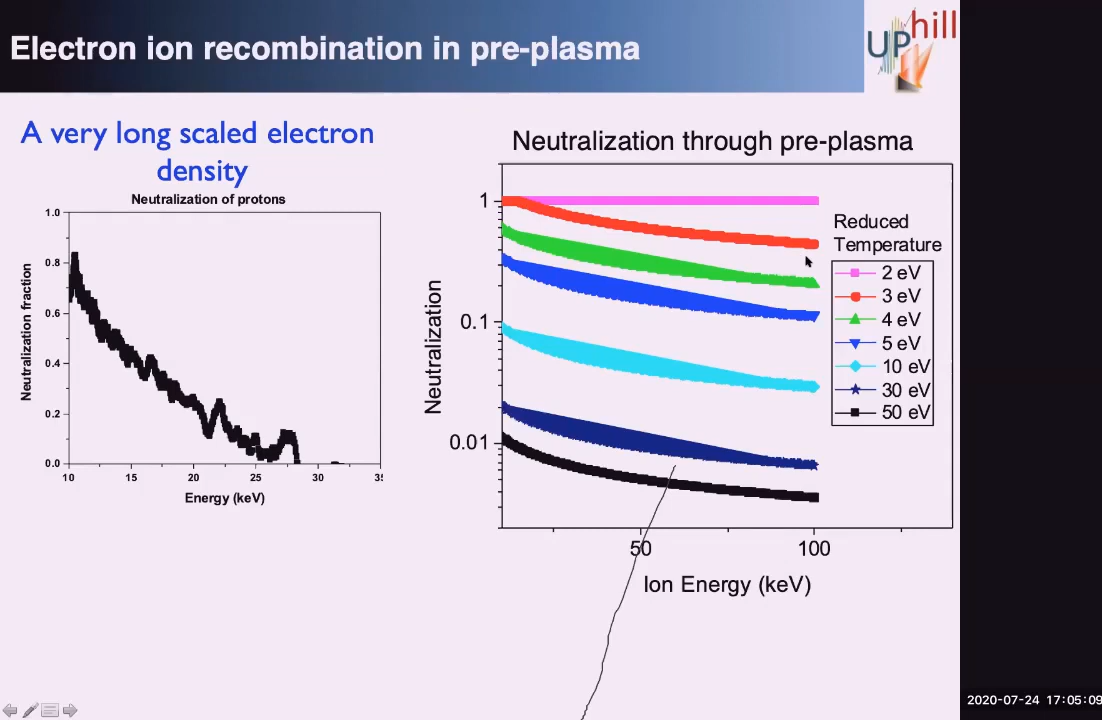 Electron ion recombination in pre-plasma
UPhill
A very long scaled electron
density
Neutralization of protons
1.0
0.8
0.6
0.4
0.2
0.0
Neutralization fraction
10
15
20
25
30
Energy (keV)
Neutralization through pre-plasma
1
0.1
0.01
Neutralization
50
100
Ion Energy (keV)
Reduced
Temperature
2 eV
3 eV
4 eV
5 eV
10 eV
30 eV
50 eV
2020-07-24 17:05:09